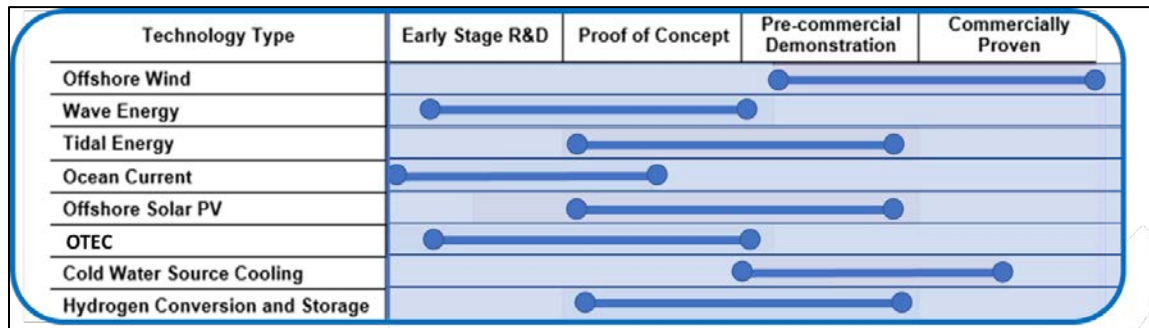 Technology Type
Early Stage R&D
Proof of Concept
Pre-commercial
Demonstration
Commercially
Proven
Offshore Wind
Wave Energy
Tidal Energy
Ocean Current
Offshore Solar PV
OTEC
Cold Water Source Cooling
Hydrogen Conversion and Storage